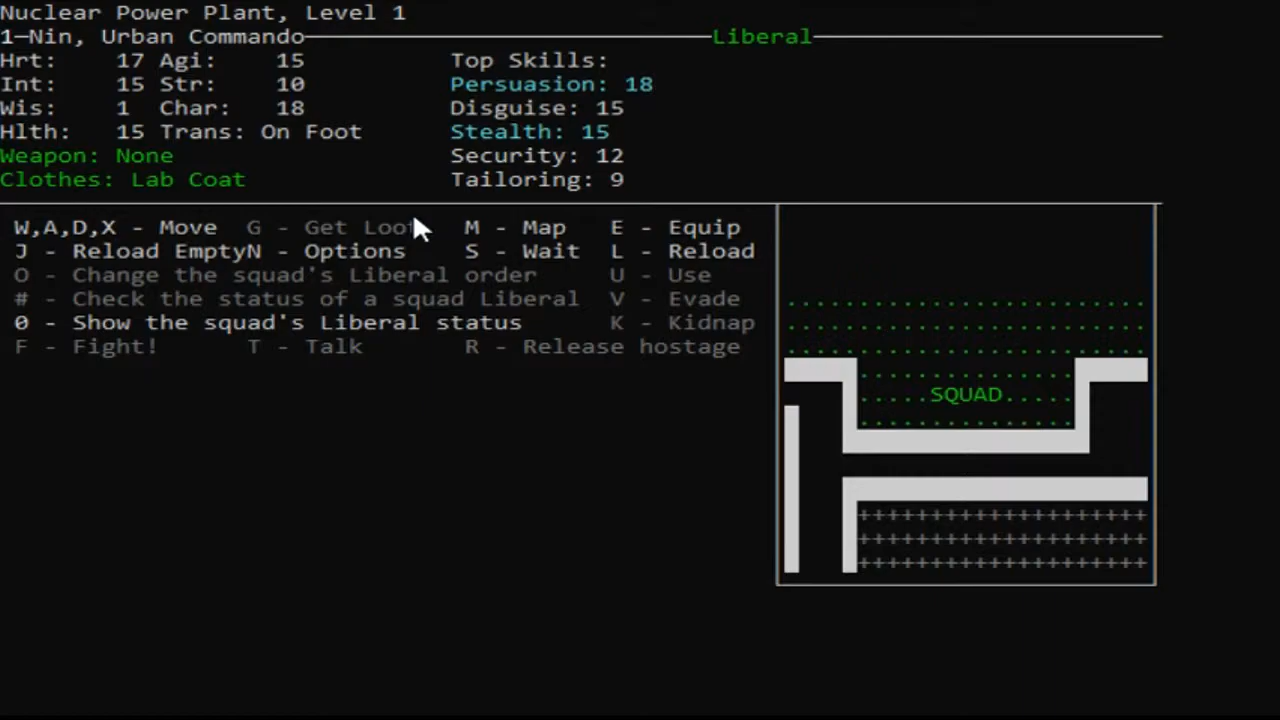 Nuclear Power Plant, Level 1
1—Nin, Urban Commando Liberal
Hrt: 17 Agi: 15 Top Skills:
Int: 15 Str: 10 Persuasion: 18
Wis: 1 Char: 18 Disguise: 15
Hlth: 15 Trans: On Foot Stealth: 15
Weapon: None Security: 12
Clothes: Lab Coat Tailoring: 9
W,A,D,X - Move G - Get Loot M - Map E - Equip
J - Reload EmptyN - Options S - Wait L - Reload
O - Change the squad's Liberal order U - Use
# - Check the status of a squad Liberal V - Evade
0 - Show the squad's Liberal status K - Kidnap
F - Fight! T - Talk R - Release hostage
SQUAD